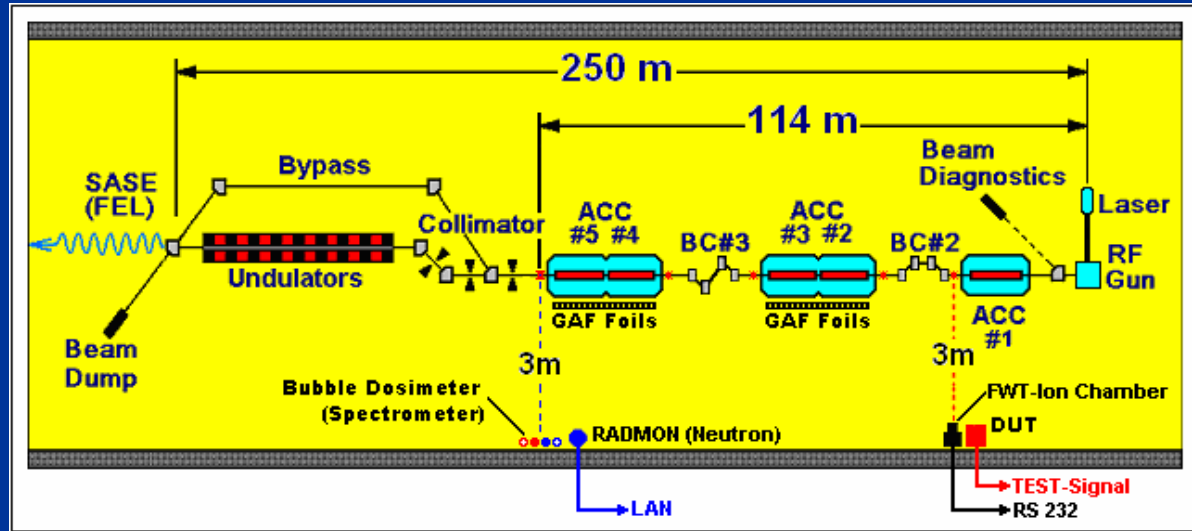 250 m
114 m
Beam
Diagnostics
Bypass
SASE
(FEL)
Collimator
Laser
ACC
#5 #4
BC#3
ACC
#3 #2
BC#2
RF
Gun
Undulators
GAF Foils
GAF Foils
ACC
#1
Beam
Dump
3m
3m
Bubble Dosimeter
(Spectrometer)
FWT-Ion Chamber
RADMON (Neutron)
DUT
TEST-Signal
LAN
RS 232